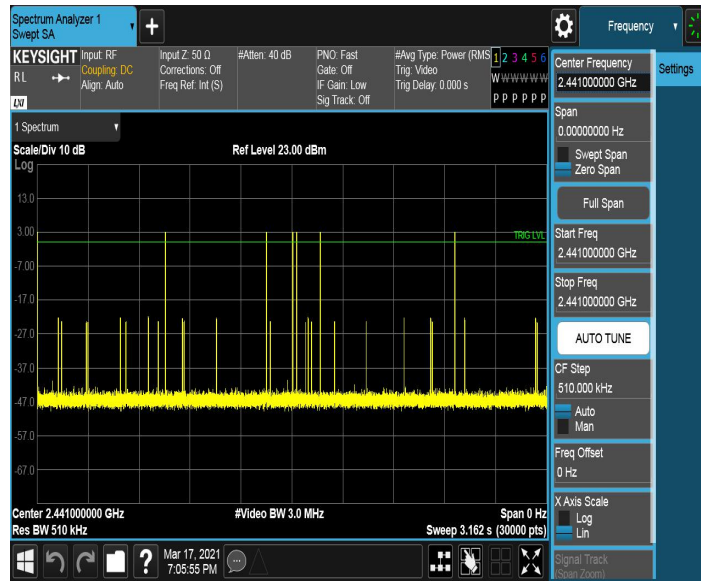 Spectrum Analyzer 1
Swept SA
+
Frequency
KEYSIGHT
RL
LXI
Input: RF
Coupling: DC
Align: Auto
Input Z: 50 Ω
Corrections: Off
Freq Ref: Int (S)
#Atten: 40 dB
PNO: Fast
Gate: Off
IF Gain: Low
Sig Track: Off
#Avg Type: Power (RMS
Trig: Video
Trig Delay: 0.000 s
1 2 3 4 5 6
W W W W W W
P P P P P P
1 Spectrum
Scale/Div 10 dB
Ref Level 23.00 dBm
Log
13.0
3.00
TRIG LVL
-7.00
-17.0
-27.0
-37.0
-47.0
-57.0
-67.0
Center 2.441000000 GHz
#Video BW 3.0 MHz
Span 0 Hz
Res BW 510 kHz
Sweep 3.162 s (30000 pts)
Mar 17, 2021
7:05:55 PM
?
Center Frequency
2.441000000 GHz
Settings
Span
0.00000000 Hz
Swept Span
Zero Span
Full Span
Start Freq
2.441000000 GHz
Stop Freq
2.441000000 GHz
AUTO TUNE
CF Step
510.000 kHz
Auto
Man
Freq Offset
0 Hz
X Axis Scale
Log
Lin
Signal Track
(Span Zoom)